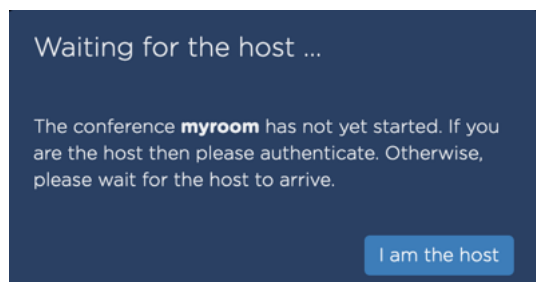 Waiting for the host ...
The conference myroom has not yet started. If you
are the host then please authenticate. Otherwise,
please wait for the host to arrive.
I am the host